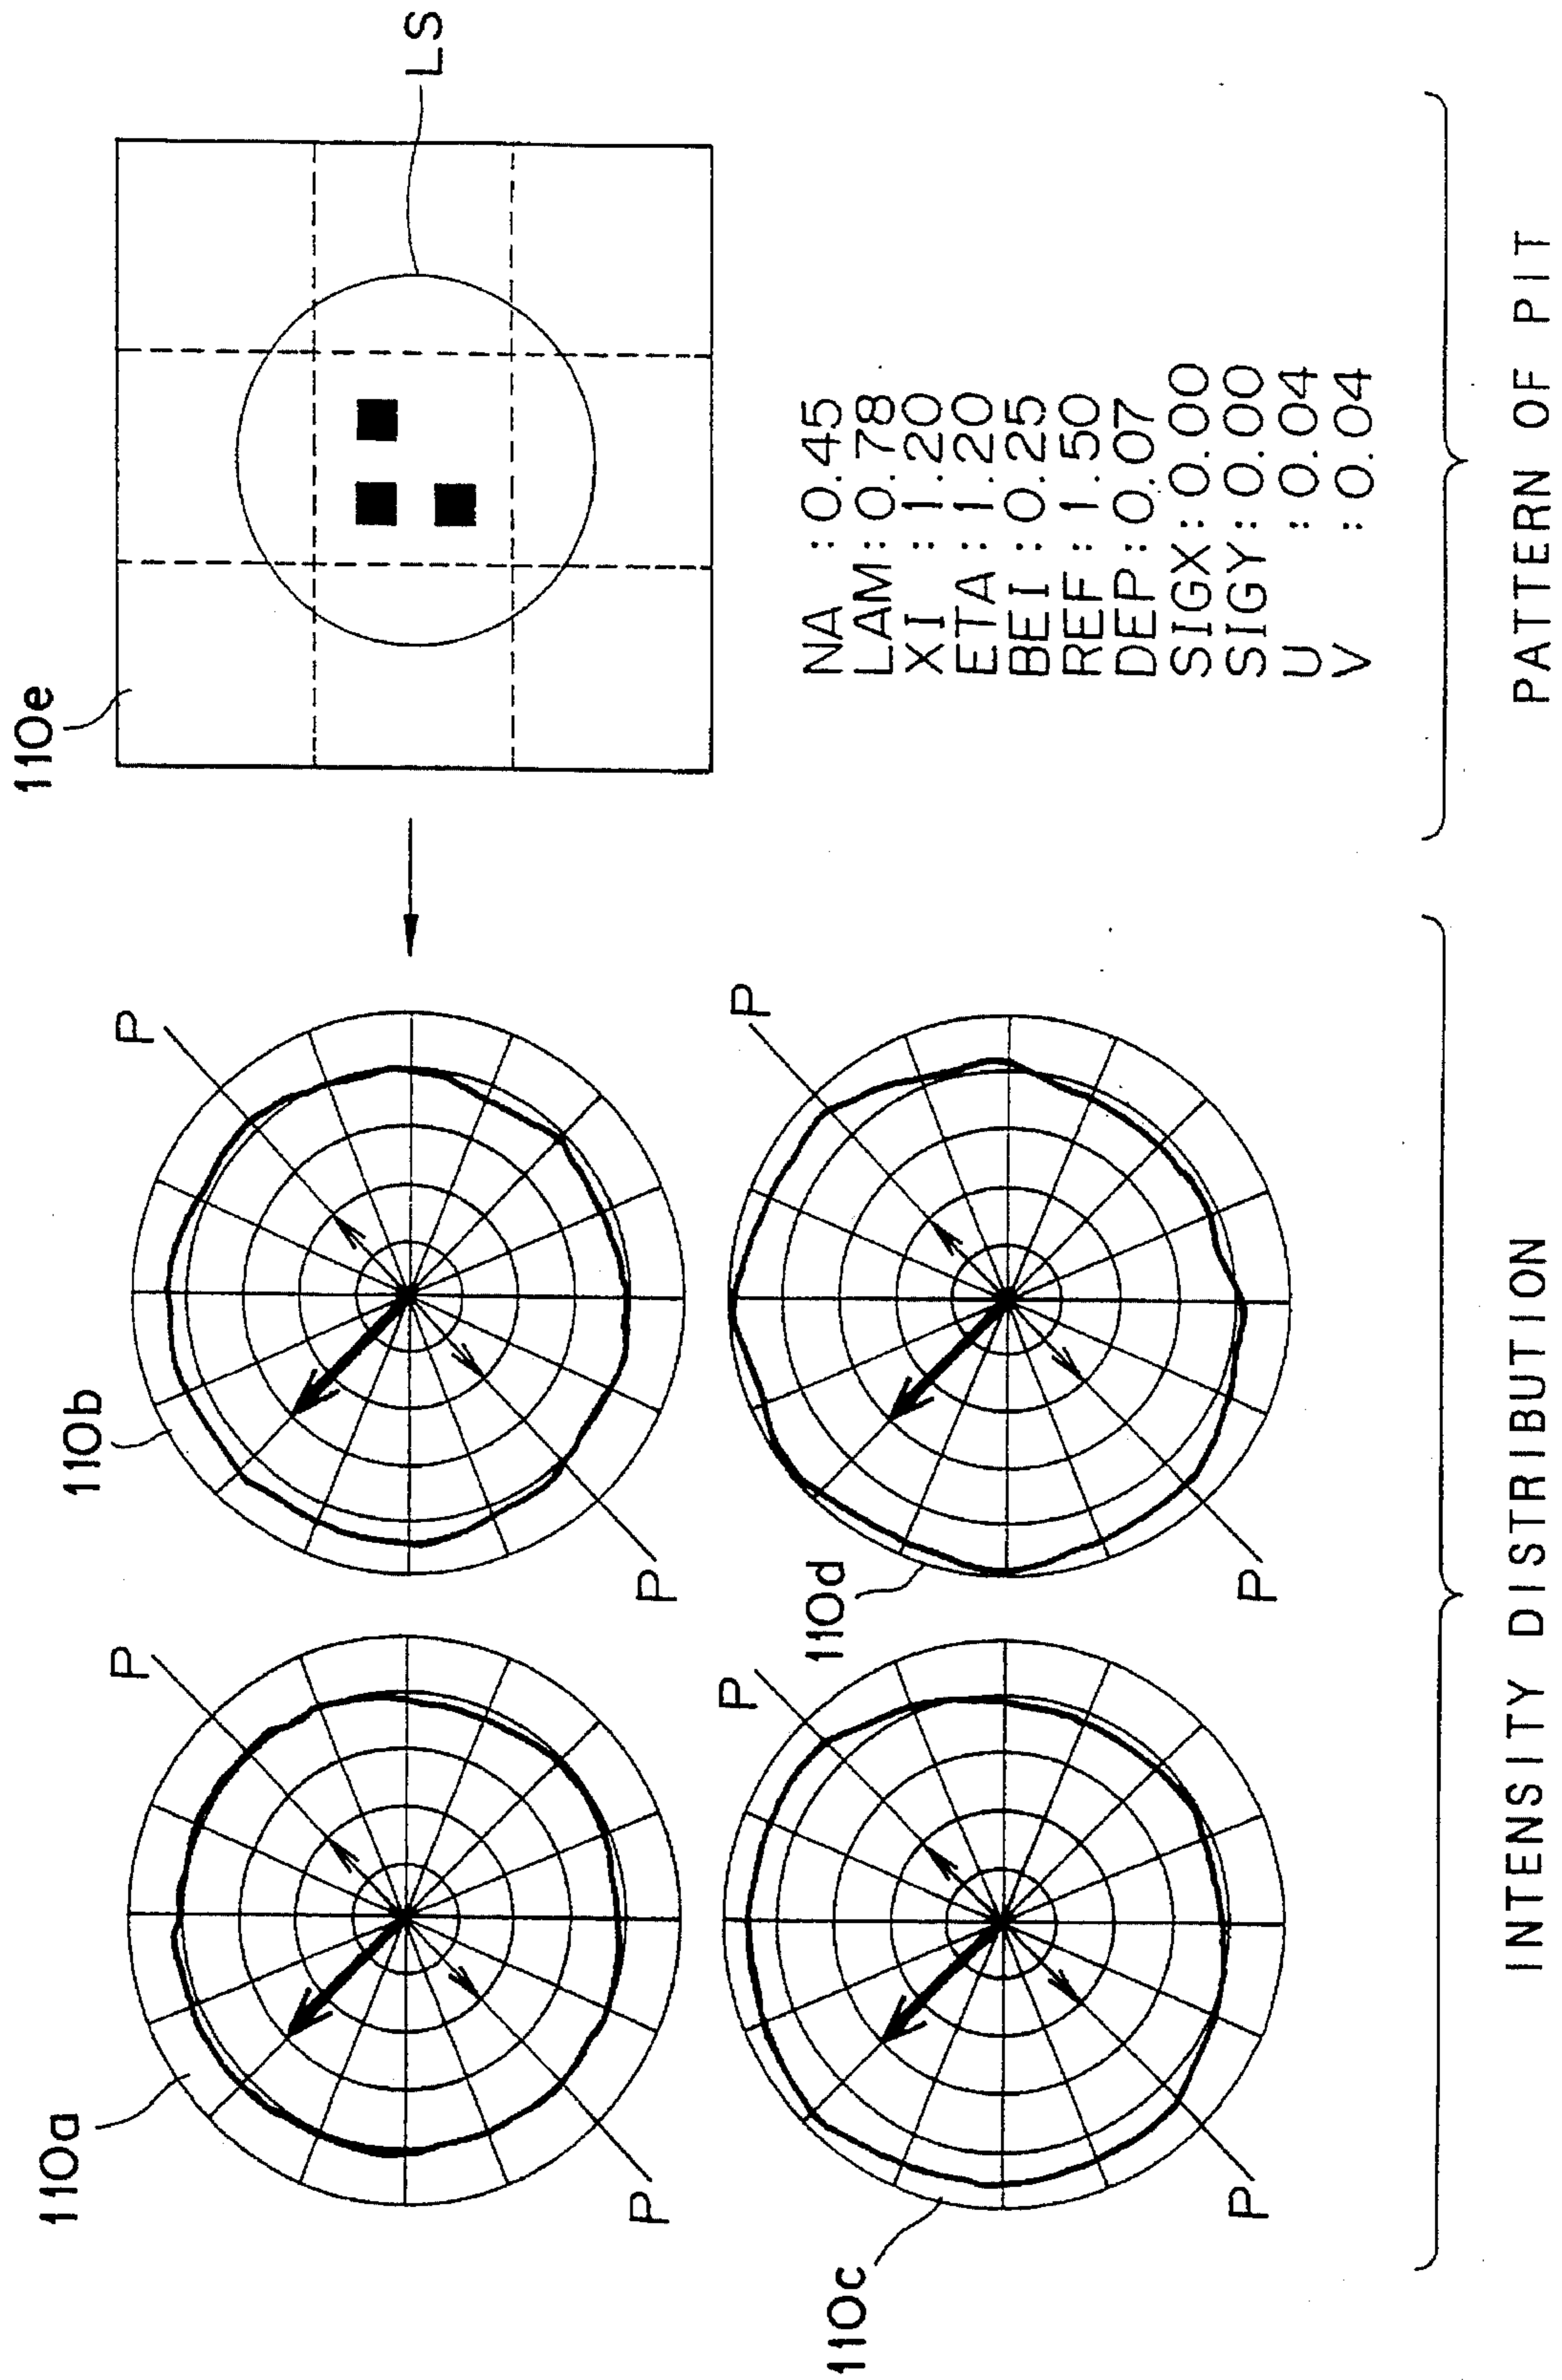 110a
P
P
110b
P
P
110c
P
P
110d
P
P
INTENSITY DISTRIBUTION
110e
LS
NA : 0.45
LAM : 0.78
XI : 1.20
ETA : 1.20
BEI : 0.25
REF : 1.50
DEP : 0.07
SIGX : 0.00
SIGY : 0.00
U : 0.04
V : 0.04
PATTERN OF PIT